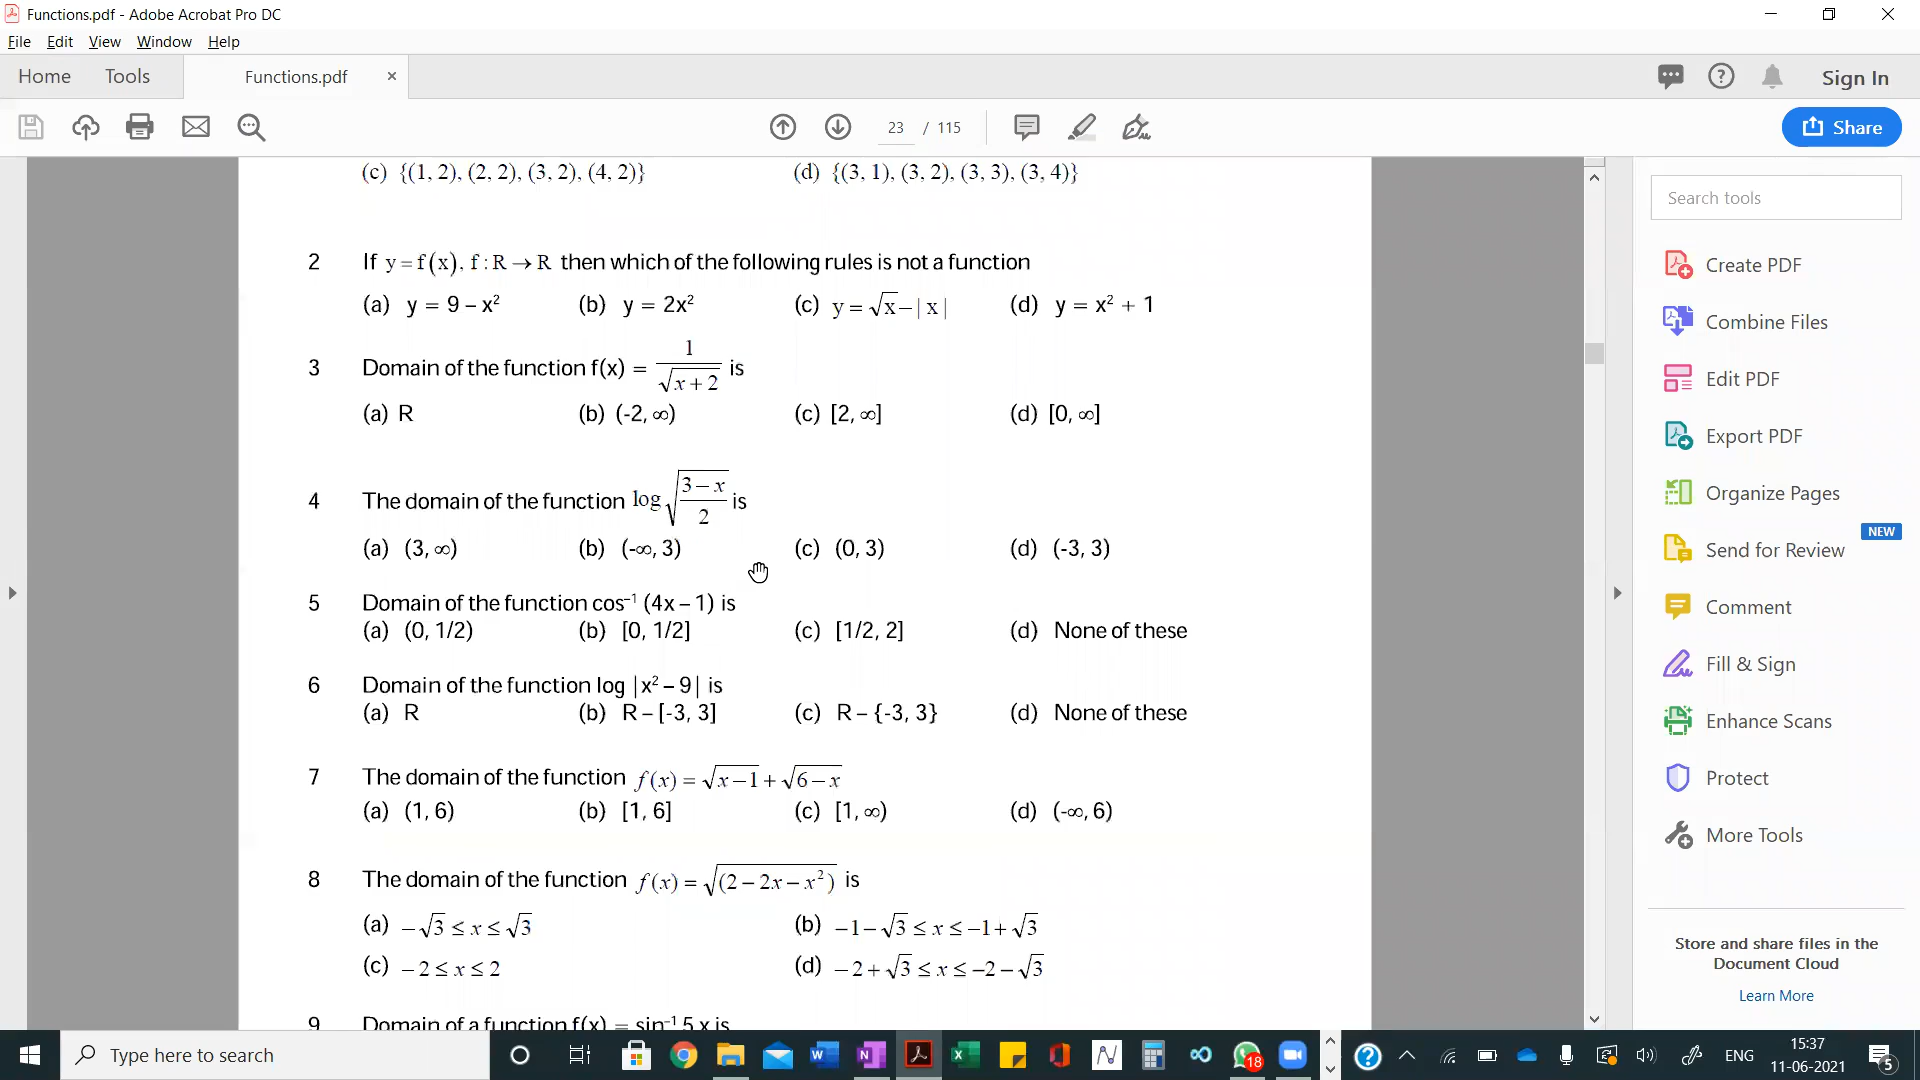 Functions.pdf - Adobe Acrobat Pro DC
File Edit View Window Help
Home Tools Functions.pdf × Sign In
23 / 115 Share
(c) {(1, 2), (2, 2), (3, 2), (4, 2)} (d) {(3, 1), (3, 2), (3, 3), (3, 4)}
Search tools
2 If y = f(x), f : R → R then which of the following rules is not a function
(a) y = 9 – x² (b) y = 2x² (c) y = √x – | x | (d) y = x² + 1
3 Domain of the function f(x) = 1/√(x + 2) is
(a) R (b) (-2, ∞) (c) [2, ∞] (d) [0, ∞]
4 The domain of the function log √((3 – x)/2) is
(a) (3, ∞) (b) (-∞, 3) (c) (0, 3) (d) (-3, 3)
5 Domain of the function cos⁻¹ (4x – 1) is
(a) (0, 1/2) (b) [0, 1/2] (c) [1/2, 2] (d) None of these
6 Domain of the function log |x² – 9| is
(a) R (b) R – [-3, 3] (c) R – {-3, 3} (d) None of these
7 The domain of the function f(x) = √(x – 1) + √(6 – x)
(a) (1, 6) (b) [1, 6] (c) [1, ∞) (d) (-∞, 6)
8 The domain of the function f(x) = √(2 – 2x – x²) is
(a) –√3 ≤ x ≤ √3 (b) –1 – √3 ≤ x ≤ –1 + √3
(c) – 2 ≤ x ≤ 2 (d) – 2 + √3 ≤ x ≤ –2 – √3
9 Domain of a function f(x) = sin⁻¹ 5x is
Create PDF
Combine Files
Edit PDF
Export PDF
Organize Pages
NEW
Send for Review
Comment
Fill & Sign
Enhance Scans
Protect
More Tools
Store and share files in the
Document Cloud
Learn More
Type here to search 18 ENG 15:37
11-06-2021 5